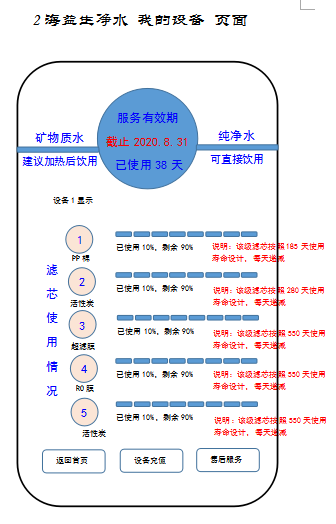 2 海益生净水 我的设备 页面
服务有效期
截止 2020. 8. 31
已使用 38 天
矿物质水
建议加热后饮用
纯净水
可直接饮用
设备 1 显示
滤芯使用情况
1
PP 棉
已使用 10%，剩余 90%
说明：该级滤芯按照 185 天使用
寿命设计，每天递减
2
活性炭
已使用 10%，剩余 90%
说明：该级滤芯按照 280 天使用
寿命设计，每天递减
3
超滤膜
已使用 10%，剩余 90%
说明：该级滤芯按照 550 天使用
寿命设计，每天递减
4
RO 膜
已使用 10%，剩余 90%
说明：该级滤芯按照 550 天使用
寿命设计，每天递减
5
活性炭
已使用 10%，剩余 90%
说明：该级滤芯按照 550 天使用
寿命设计，每天递减
返回首页
设备充值
售后服务